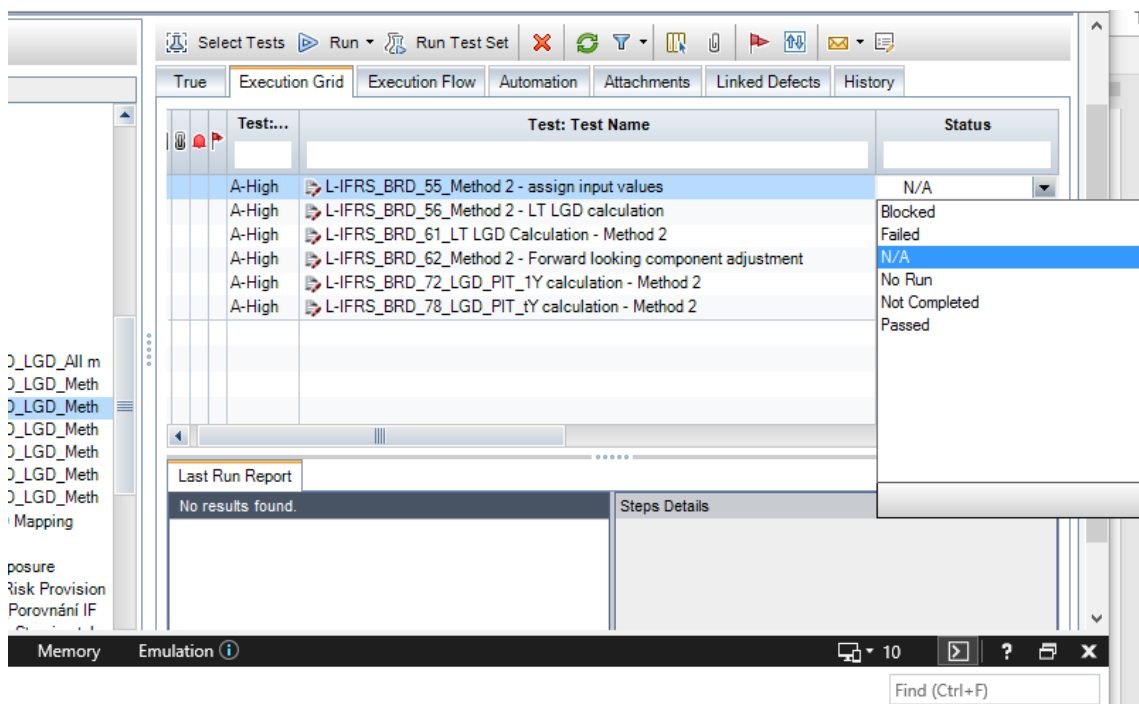 Select Tests Run Run Test Set
True Execution Grid Execution Flow Automation Attachments Linked Defects History
Test:... Test: Test Name Status
A-High L-IFRS_BRD_55_Method 2 - assign input values N/A
A-High L-IFRS_BRD_56_Method 2 - LT LGD calculation
A-High L-IFRS_BRD_61_LT LGD Calculation - Method 2
A-High L-IFRS_BRD_62_Method 2 - Forward looking component adjustment
A-High L-IFRS_BRD_72_LGD_PIT_1Y calculation - Method 2
A-High L-IFRS_BRD_78_LGD_PIT_tY calculation - Method 2
Blocked
Failed
N/A
No Run
Not Completed
Passed
D_LGD_All m
D_LGD_Meth
D_LGD_Meth
D_LGD_Meth
D_LGD_Meth
D_LGD_Meth
D_LGD_Meth
Mapping
posure
Risk Provision
Porovnání IF
Last Run Report
No results found.
Steps Details
Memory Emulation 10 ?
Find (Ctrl+F)